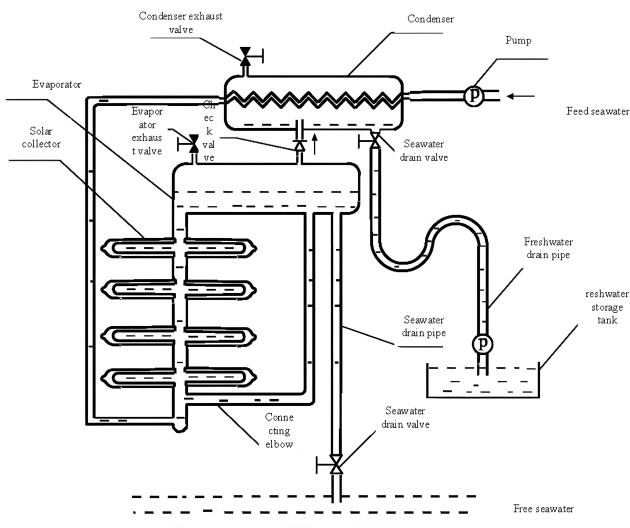 Condenser exhaust
valve
Condenser
Pump
P
Feed seawater
Evaporator
Solar
collector
Evapor
ator
exhaus
t valve
Ch
ec
k
val
ve
Seawater
drain valve
Freshwater
drain pipe
reshwater
storage
tank
Seawater
drain pipe
P
Conne
cting
elbow
Seawater
drain valve
Free seawater